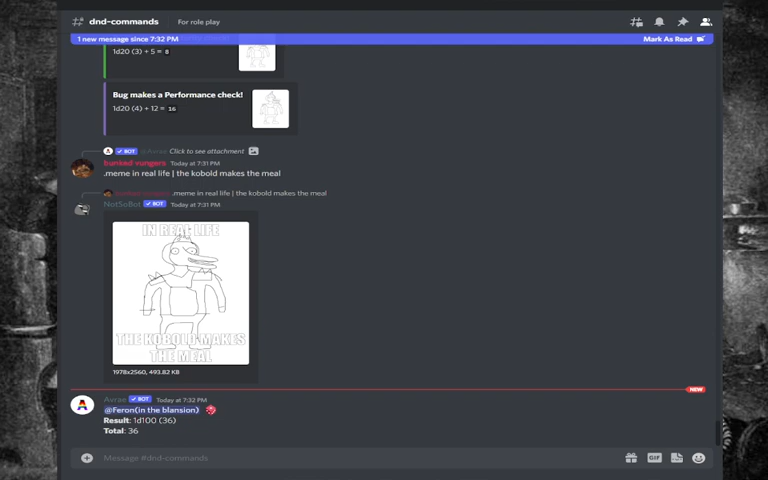 dnd-commands For role play
1 new message since 7:32 PM Mark As Read
1d20 (3) + 5 = 8
Bug makes a Performance check!
1d20 (4) + 12 = 16
BOT @Avrae Click to see attachment
Today at 7:31 PM
.meme in real life | the kobold makes the meal
.meme in real life | the kobold makes the meal
NotSoBot BOT Today at 7:31 PM
IN REAL LIFE
THE KOBOLD MAKES
THE MEAL
1978x2560, 493.82 KB
NEW
Avrae BOT Today at 7:32 PM
@Feron(in the blansion)
Result: 1d100 (36)
Total: 36
Message #dnd-commands
GIF